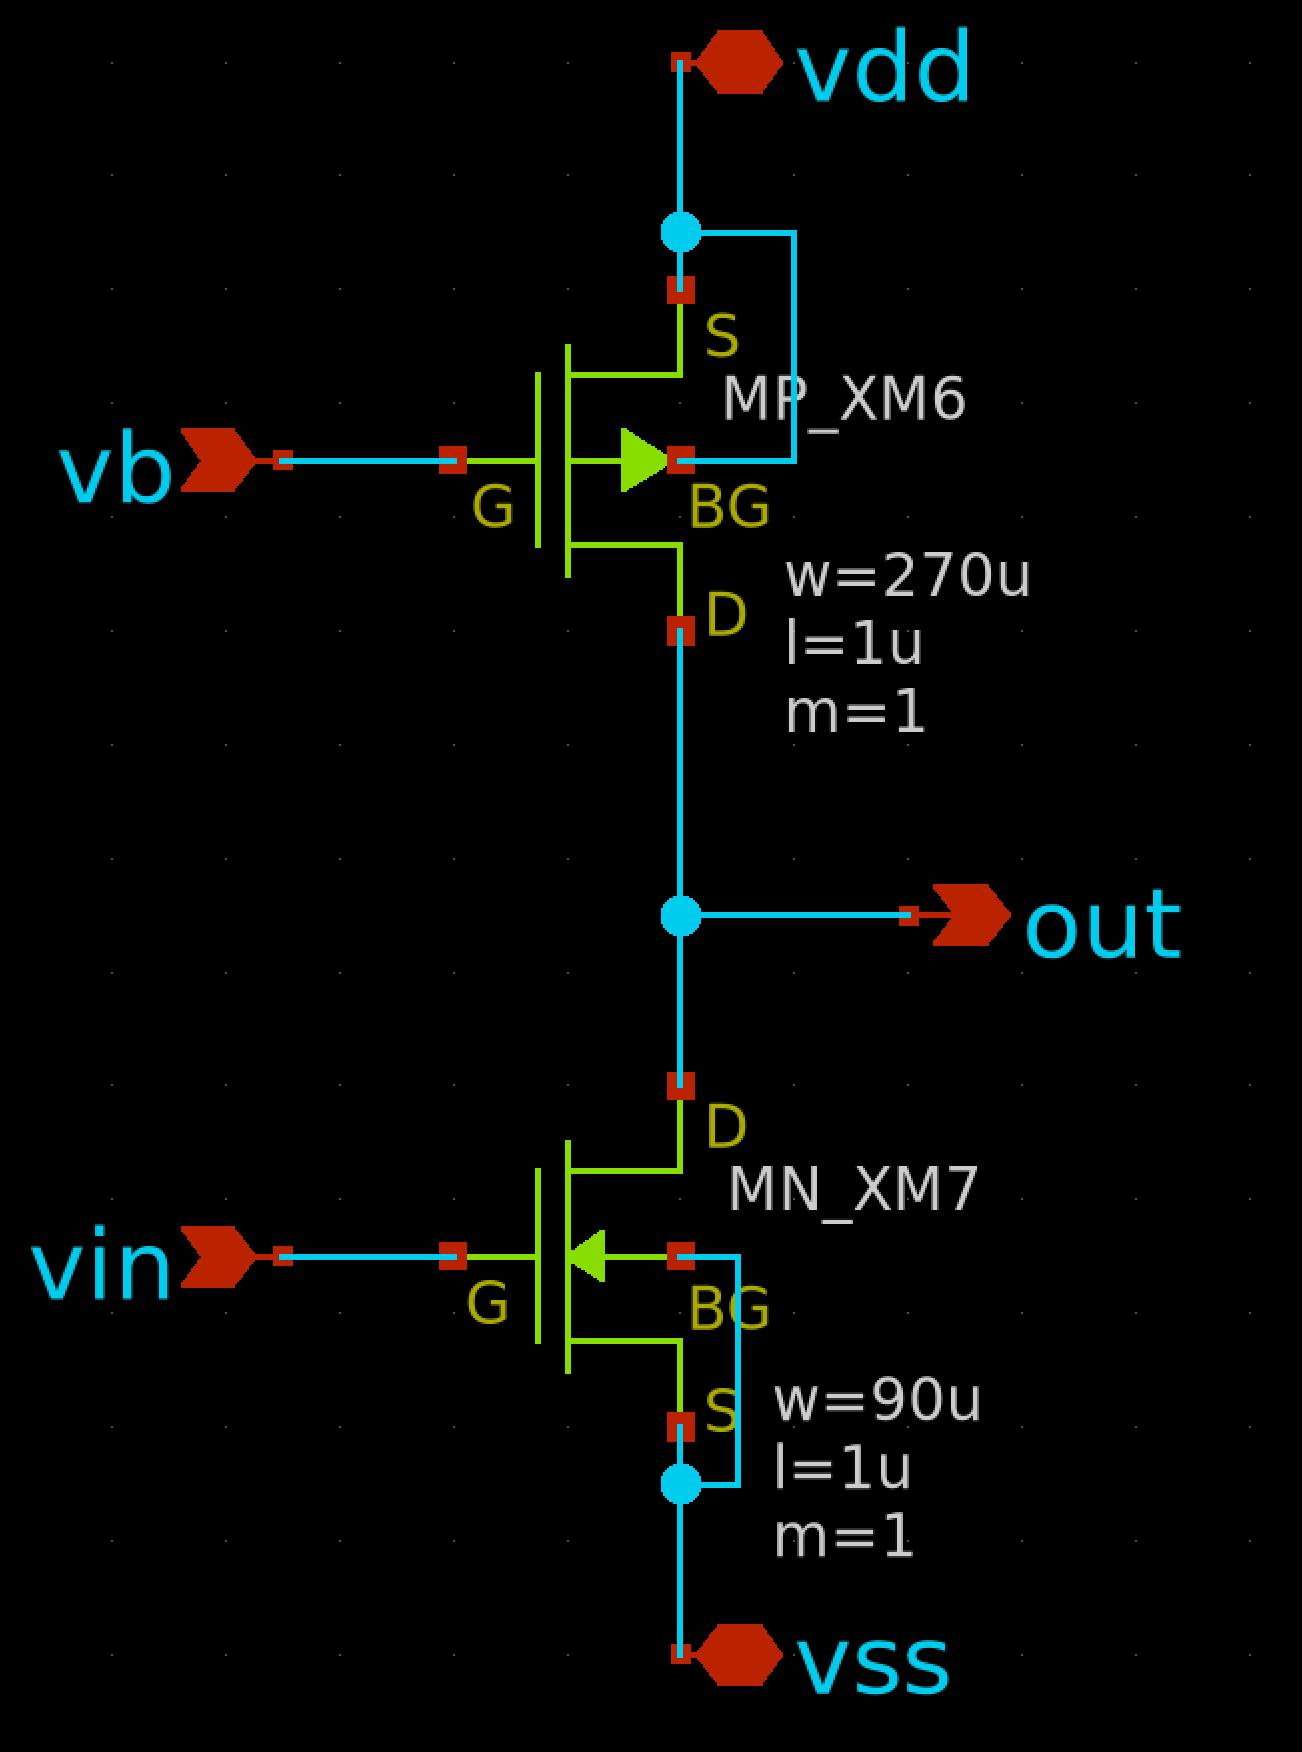 vdd
S
MP_XM6
vb
G
BG
w=270u
D
l=1u
m=1
out
D
MN_XM7
vin
G
BG
S
w=90u
l=1u
m=1
vss